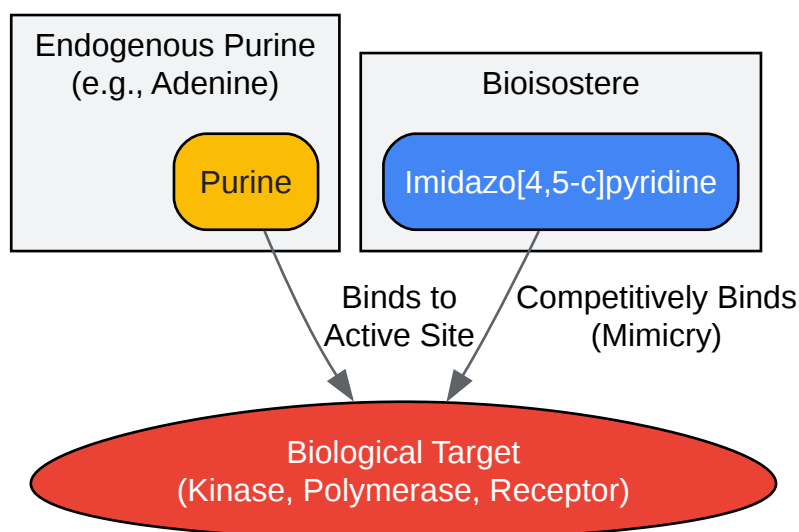 Endogenous Purine
(e.g., Adenine)
Purine
Bioisostere
Imidazo[4,5-c]pyridine
Binds to
Active Site
Competitively Binds
(Mimicry)
Biological Target
(Kinase, Polymerase, Receptor)